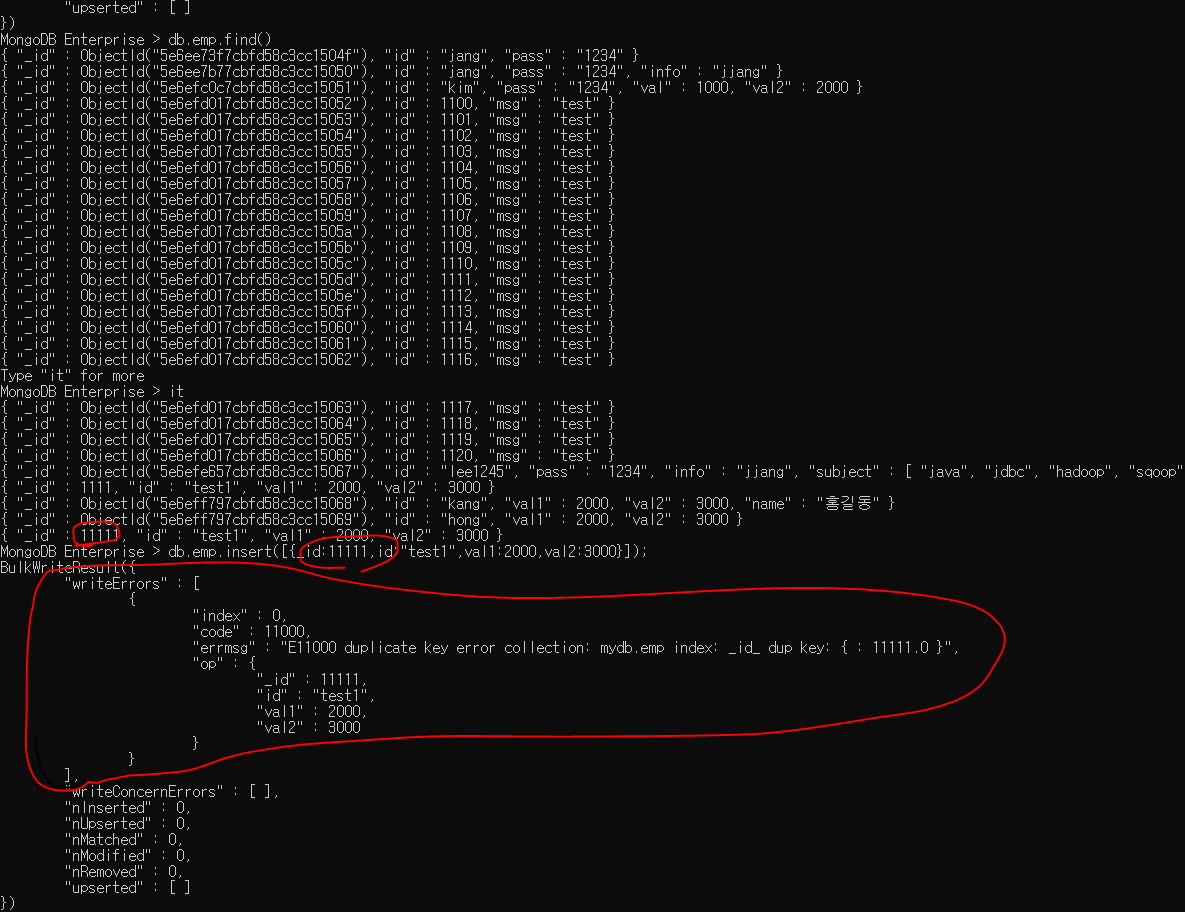 "upserted" : [ ]
})
MongoDB Enterprise > db.emp.find()
{ "_id" : ObjectId("5e6ee73f7cbfd58c3cc1504f"), "id" : "jang", "pass" : "1234" }
{ "_id" : ObjectId("5e6ee7b77cbfd58c3cc15050"), "id" : "jang", "pass" : "1234", "info" : "jjang" }
{ "_id" : ObjectId("5e6efc0c7cbfd58c3cc15051"), "id" : "kim", "pass" : "1234", "val" : 1000, "val2" : 2000 }
{ "_id" : ObjectId("5e6efd017cbfd58c3cc15052"), "id" : 1100, "msg" : "test" }
{ "_id" : ObjectId("5e6efd017cbfd58c3cc15053"), "id" : 1101, "msg" : "test" }
{ "_id" : ObjectId("5e6efd017cbfd58c3cc15054"), "id" : 1102, "msg" : "test" }
{ "_id" : ObjectId("5e6efd017cbfd58c3cc15055"), "id" : 1103, "msg" : "test" }
{ "_id" : ObjectId("5e6efd017cbfd58c3cc15056"), "id" : 1104, "msg" : "test" }
{ "_id" : ObjectId("5e6efd017cbfd58c3cc15057"), "id" : 1105, "msg" : "test" }
{ "_id" : ObjectId("5e6efd017cbfd58c3cc15058"), "id" : 1106, "msg" : "test" }
{ "_id" : ObjectId("5e6efd017cbfd58c3cc15059"), "id" : 1107, "msg" : "test" }
{ "_id" : ObjectId("5e6efd017cbfd58c3cc1505a"), "id" : 1108, "msg" : "test" }
{ "_id" : ObjectId("5e6efd017cbfd58c3cc1505b"), "id" : 1109, "msg" : "test" }
{ "_id" : ObjectId("5e6efd017cbfd58c3cc1505c"), "id" : 1110, "msg" : "test" }
{ "_id" : ObjectId("5e6efd017cbfd58c3cc1505d"), "id" : 1111, "msg" : "test" }
{ "_id" : ObjectId("5e6efd017cbfd58c3cc1505e"), "id" : 1112, "msg" : "test" }
{ "_id" : ObjectId("5e6efd017cbfd58c3cc1505f"), "id" : 1113, "msg" : "test" }
{ "_id" : ObjectId("5e6efd017cbfd58c3cc15060"), "id" : 1114, "msg" : "test" }
{ "_id" : ObjectId("5e6efd017cbfd58c3cc15061"), "id" : 1115, "msg" : "test" }
{ "_id" : ObjectId("5e6efd017cbfd58c3cc15062"), "id" : 1116, "msg" : "test" }
Type "it" for more
MongoDB Enterprise > it
{ "_id" : ObjectId("5e6efd017cbfd58c3cc15063"), "id" : 1117, "msg" : "test" }
{ "_id" : ObjectId("5e6efd017cbfd58c3cc15064"), "id" : 1118, "msg" : "test" }
{ "_id" : ObjectId("5e6efd017cbfd58c3cc15065"), "id" : 1119, "msg" : "test" }
{ "_id" : ObjectId("5e6efd017cbfd58c3cc15066"), "id" : 1120, "msg" : "test" }
{ "_id" : ObjectId("5e6efe657cbfd58c3cc15067"), "id" : "lee1245", "pass" : "1234", "info" : "jjang", "subject" : [ "java", "jdbc", "hadoop", "sqoop"
{ "_id" : 1111, "id" : "test1", "val1" : 2000, "val2" : 3000 }
{ "_id" : ObjectId("5e6eff797cbfd58c3cc15068"), "id" : "kang", "val1" : 2000, "val2" : 3000, "name" : "홍길동" }
{ "_id" : ObjectId("5e6eff797cbfd58c3cc15069"), "id" : "hong", "val1" : 2000, "val2" : 3000 }
{ "_id" : 11111, "id" : "test1", "val1" : 2000, "val2" : 3000 }
MongoDB Enterprise > db.emp.insert([{_id:11111,id:"test1",val1:2000,val2:3000}]);
BulkWriteResult({
"writeErrors" : [
{
"index" : 0,
"code" : 11000,
"errmsg" : "E11000 duplicate key error collection: mydb.emp index: _id_ dup key: { : 11111.0 }",
"op" : {
"_id" : 11111,
"id" : "test1",
"val1" : 2000,
"val2" : 3000
}
}
],
"writeConcernErrors" : [ ],
"nInserted" : 0,
"nUpserted" : 0,
"nMatched" : 0,
"nModified" : 0,
"nRemoved" : 0,
"upserted" : [ ]
})